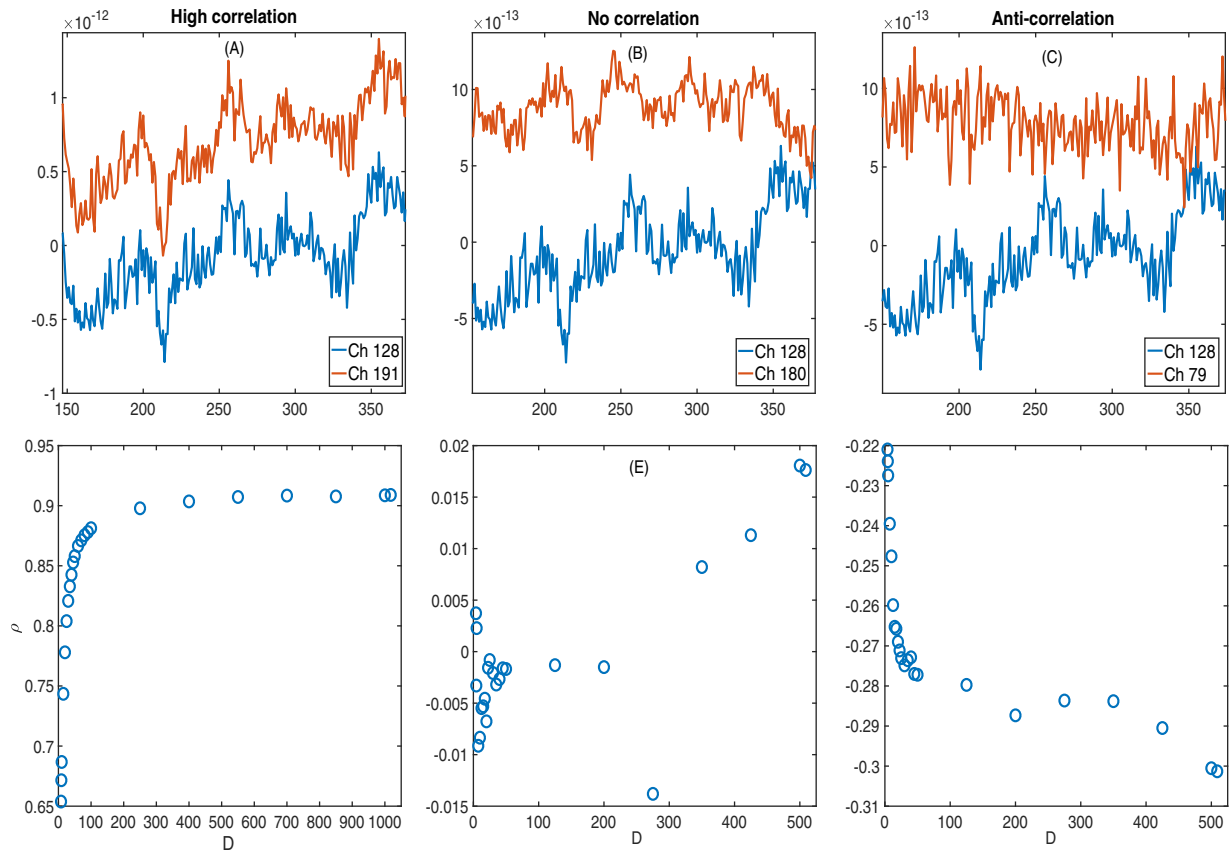 High correlation
×10⁻¹²
(A)
1
0.5
0
-0.5
-1
150 200 250 300 350
Ch 128
Ch 191
No correlation
×10⁻¹³
(B)
10
5
0
-5
200 250 300 350
Ch 128
Ch 180
Anti-correlation
×10⁻¹³
(C)
10
5
0
-5
200 250 300 350
Ch 128
Ch 79
0.95
0.9
0.85
0.8
0.75
0.7
0.65
ρ
0 100 200 300 400 500 600 700 800 900 1000
D
(E)
0.02
0.015
0.01
0.005
0
-0.005
-0.01
-0.015
0 100 200 300 400 500
D
-0.22
-0.23
-0.24
-0.25
-0.26
-0.27
-0.28
-0.29
-0.3
-0.31
0 100 200 300 400 500
D